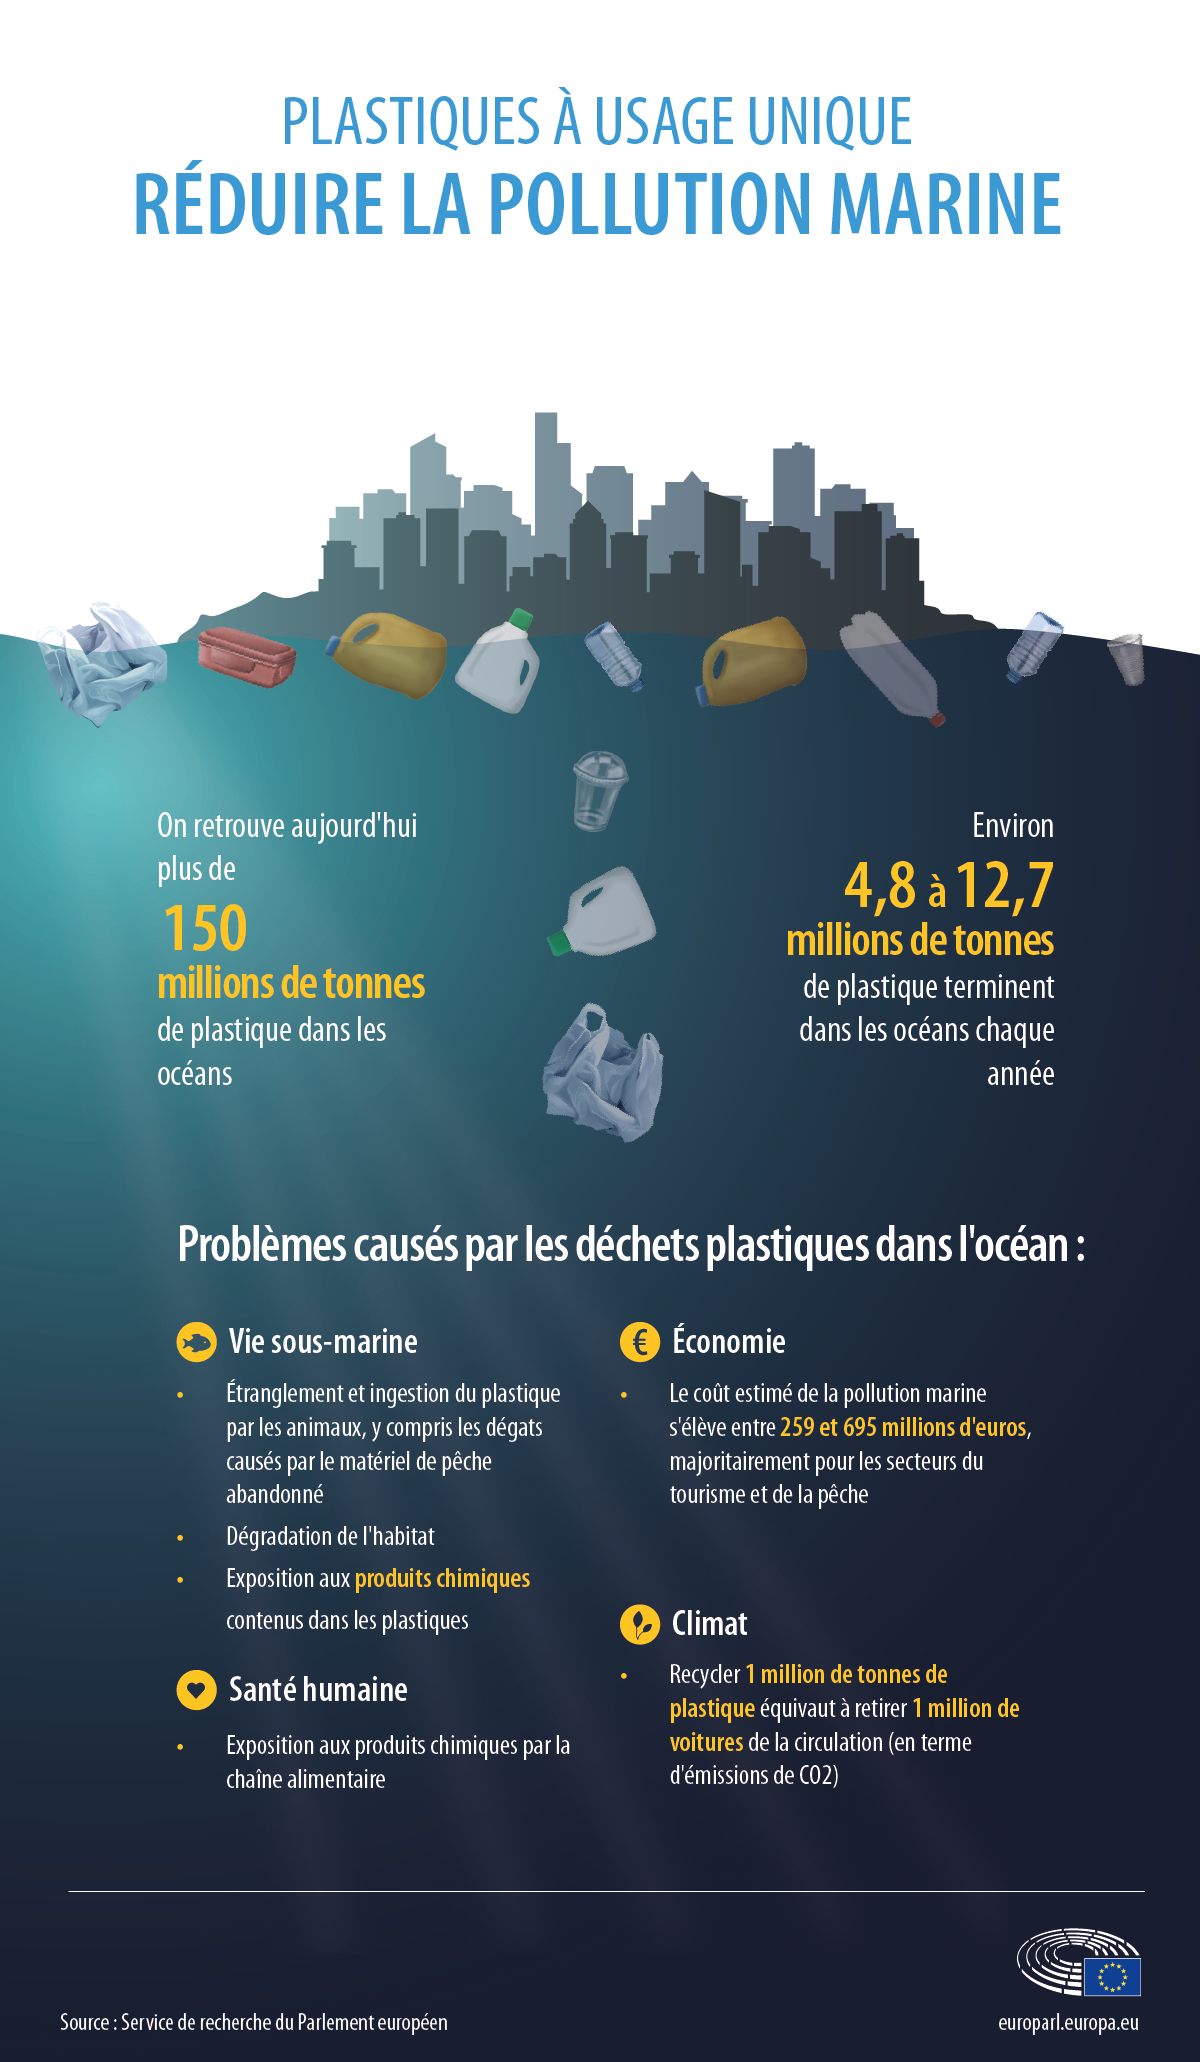 PLASTIQUES À USAGE UNIQUE
RÉDUIRE LA POLLUTION MARINE
On retrouve aujourd'hui
plus de
150
millions de tonnes
de plastique dans les
océans
Environ
4,8 à 12,7
millions de tonnes
de plastique terminent
dans les océans chaque
année
Problèmes causés par les déchets plastiques dans l'océan :
Vie sous-marine
• Étranglement et ingestion du plastique
par les animaux, y compris les dégats
causés par le matériel de pêche
abandonné
• Dégradation de l'habitat
• Exposition aux produits chimiques
contenus dans les plastiques
Santé humaine
• Exposition aux produits chimiques par la
chaîne alimentaire
€ Économie
• Le coût estimé de la pollution marine
s'élève entre 259 et 695 millions d'euros,
majoritairement pour les secteurs du
tourisme et de la pêche
Climat
• Recycler 1 million de tonnes de
plastique équivaut à retirer 1 million de
voitures de la circulation (en terme
d'émissions de CO2)
Source : Service de recherche du Parlement européen
europarl.europa.eu